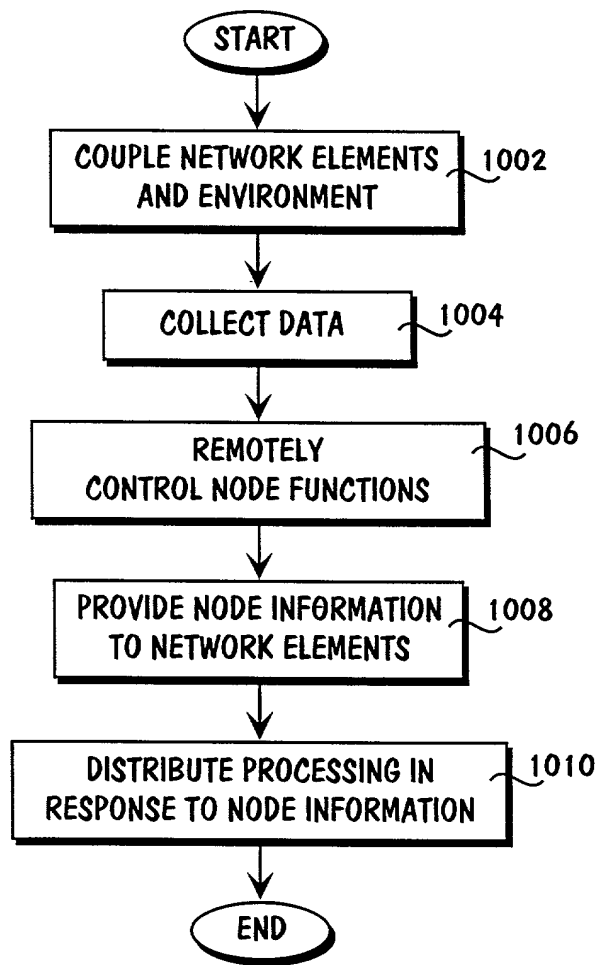 START
COUPLE NETWORK ELEMENTS
AND ENVIRONMENT
1002
COLLECT DATA
1004
REMOTELY
CONTROL NODE FUNCTIONS
1006
PROVIDE NODE INFORMATION
TO NETWORK ELEMENTS
1008
DISTRIBUTE PROCESSING IN
RESPONSE TO NODE INFORMATION
1010
END